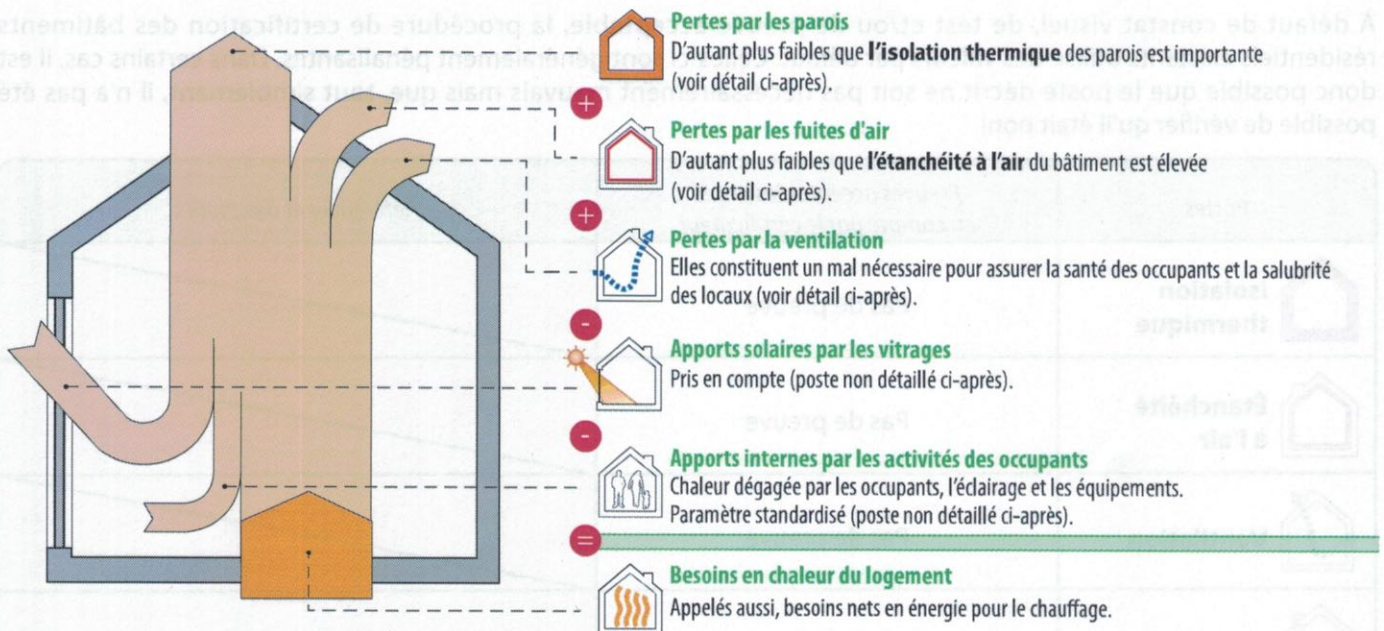 Pertes par les parois
D'autant plus faibles que l'isolation thermique des parois est importante
(voir détail ci-après).
+
Pertes par les fuites d'air
D'autant plus faibles que l'étanchéité à l'air du bâtiment est élevée
(voir détail ci-après).
+
Pertes par la ventilation
Elles constituent un mal nécessaire pour assurer la santé des occupants et la salubrité
des locaux (voir détail ci-après).
-
Apports solaires par les vitrages
Pris en compte (poste non détaillé ci-après).
-
Apports internes par les activités des occupants
Chaleur dégagée par les occupants, l'éclairage et les équipements.
Paramètre standardisé (poste non détaillé ci-après).
=
Besoins en chaleur du logement
Appelés aussi, besoins nets en énergie pour le chauffage.